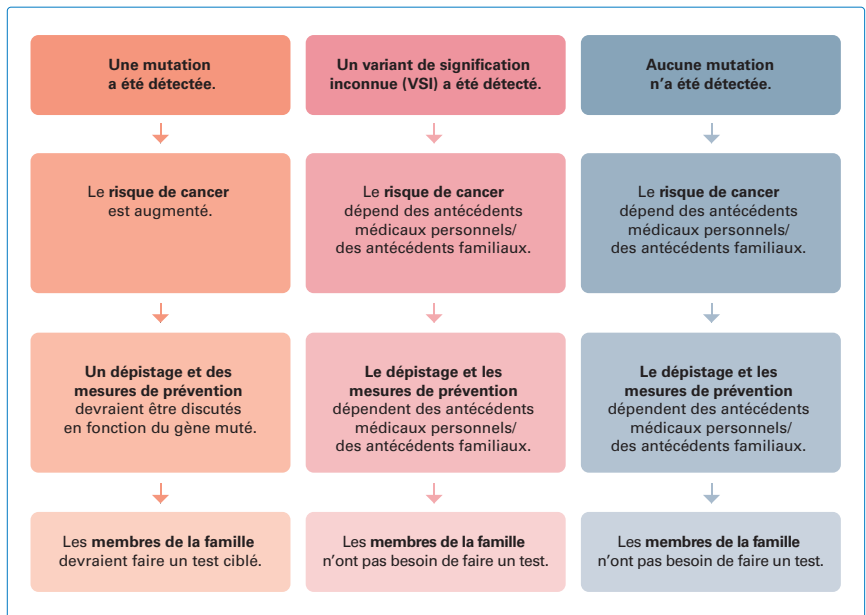 Une mutation
a été détectée.
Le risque de cancer
est augmenté.
Un dépistage et des
mesures de prévention
devraient être discutés
en fonction du gène muté.
Les membres de la famille
devraient faire un test ciblé.
Un variant de signification
inconnue (VSI) a été détecté.
Le risque de cancer
dépend des antécédents
médicaux personnels/
des antécédents familiaux.
Le dépistage et les
mesures de prévention
dépendent des antécédents
médicaux personnels/
des antécédents familiaux.
Les membres de la famille
n'ont pas besoin de faire un test.
Aucune mutation
n'a été détectée.
Le risque de cancer
dépend des antécédents
médicaux personnels/
des antécédents familiaux.
Le dépistage et les
mesures de prévention
dépendent des antécédents
médicaux personnels/
des antécédents familiaux.
Les membres de la famille
n'ont pas besoin de faire un test.